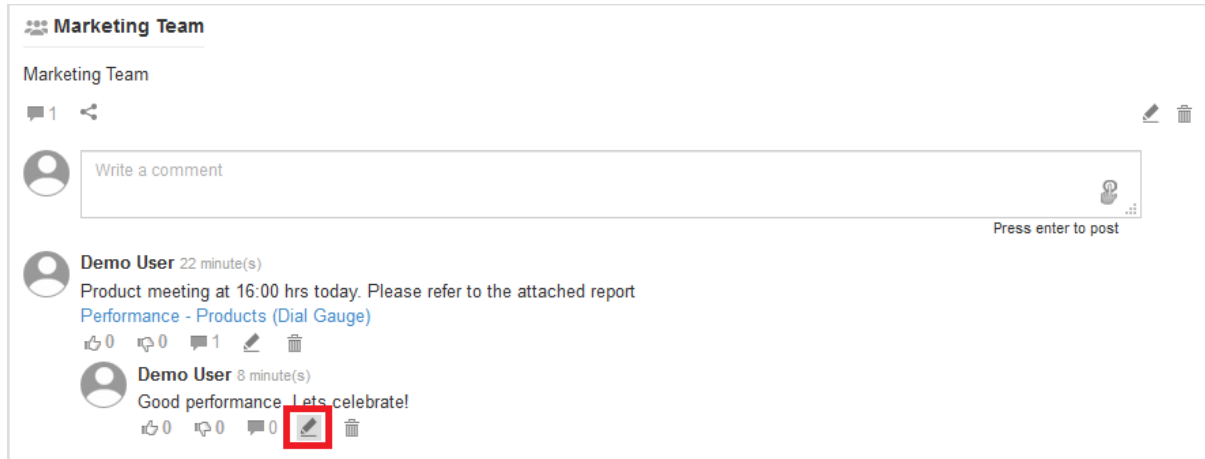 Marketing Team
Marketing Team
1
Write a comment
Press enter to post
Demo User 22 minute(s)
Product meeting at 16:00 hrs today. Please refer to the attached report
Performance - Products (Dial Gauge)
0 0 1
Demo User 8 minute(s)
Good performance. Lets celebrate!
0 0 0